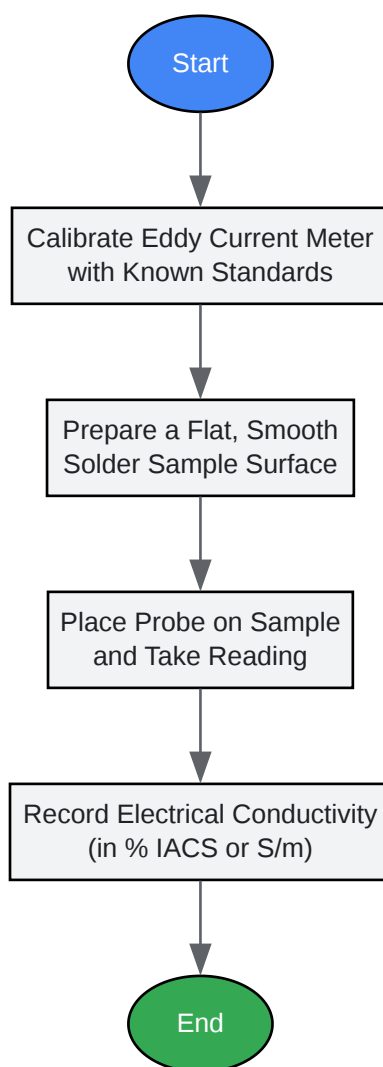 Start
Calibrate Eddy Current Meter
with Known Standards
Prepare a Flat, Smooth
Solder Sample Surface
Place Probe on Sample
and Take Reading
Record Electrical Conductivity
(in % IACS or S/m)
End